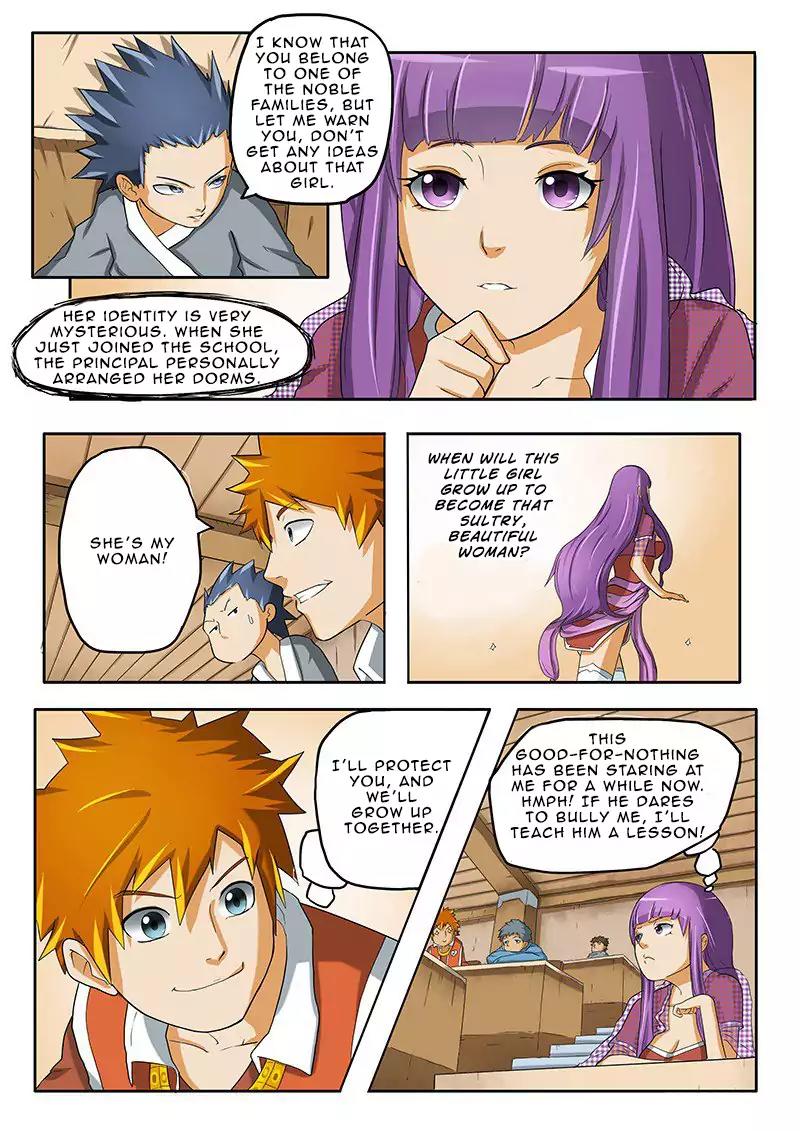 I KNOW THAT
YOU BELONG
TO ONE OF
THE NOBLE
FAMILIES, BUT
LET ME WARN
YOU, DON'T
GET ANY IDEAS
ABOUT THAT
GIRL.
HER IDENTITY IS VERY
MYSTERIOUS. WHEN SHE
JUST JOINED THE SCHOOL,
THE PRINCIPAL PERSONALLY
ARRANGED HER DORMS.
SHE'S MY
WOMAN!
WHEN WILL THIS
LITTLE GIRL
GROW UP TO
BECOME THAT
SULTRY,
BEAUTIFUL
WOMAN?
I'LL PROTECT
YOU, AND
WE'LL
GROW UP
TOGETHER.
THIS
GOOD-FOR-NOTHING
HAS BEEN STARING AT
ME FOR A WHILE NOW.
HMPH! IF HE DARES
TO BULLY ME, I'LL
TEACH HIM A LESSON!